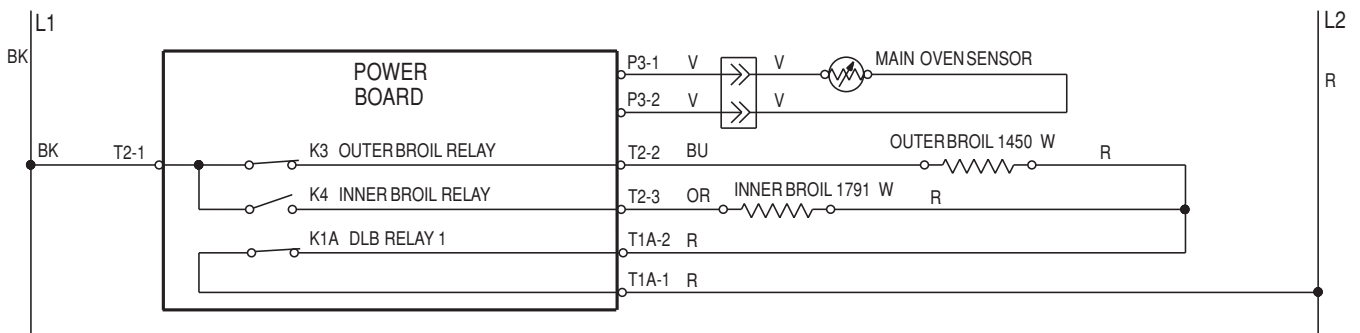 L1
L2
BK
R
POWER
BOARD
P3-1 V V MAIN OVEN SENSOR
P3-2 V V
BK T2-1 K3 OUTER BROIL RELAY T2-2 BU OUTER BROIL 1450 W R
K4 INNER BROIL RELAY T2-3 OR INNER BROIL 1791 W R
K1A DLB RELAY 1 T1A-2 R
T1A-1 R